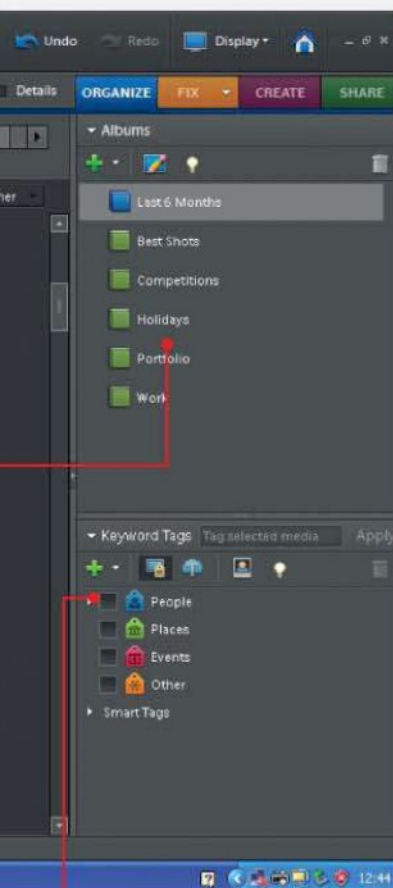 Undo Redo Display
Details ORGANIZE FIX CREATE SHARE
Albums
her
Last 6 Months
Best Shots
Competitions
Holidays
Portfolio
Work
Keyword Tags Tag selected media Apply
People
Places
Events
Other
Smart Tags
12:44